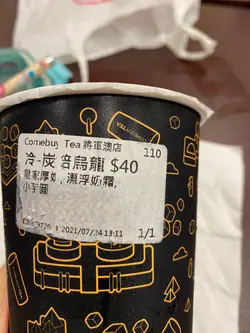 Comebuy Tea 將軍澳店
110
冷-炭焙烏龍 $40
皇家厚奶, 漂浮奶霜,
小芋圓
2021/07/24 13:11
1/1